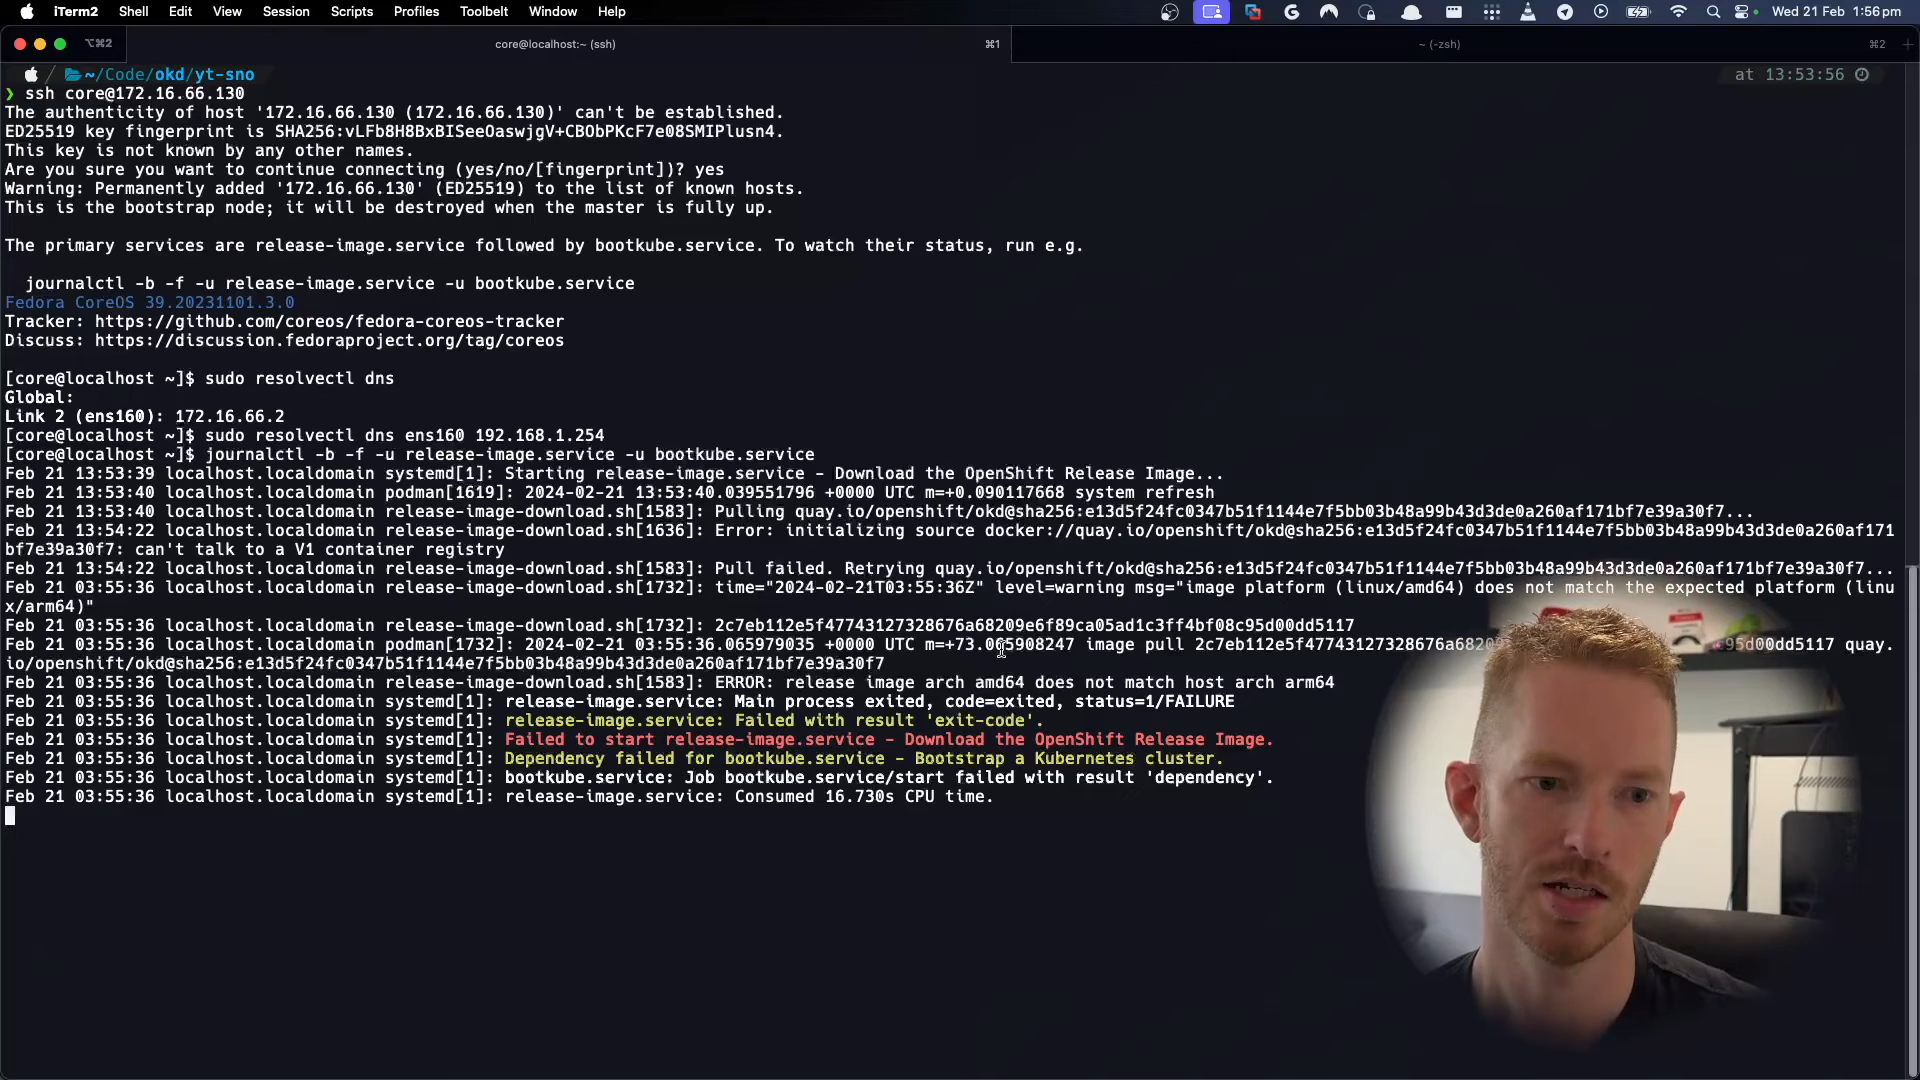 iTerm2 Shell Edit View Session Scripts Profiles Toolbelt Window Help Wed 21 Feb 1:56 pm
⌥⌘2 core@localhost:~ (ssh) ⌘1 ~ (-zsh) ⌘2
~/Code/okd/yt-sno at 13:53:56
❯ ssh core@172.16.66.130
The authenticity of host '172.16.66.130 (172.16.66.130)' can't be established.
ED25519 key fingerprint is SHA256:vLFb8H8BxBISeeOaswjgV+CBObPKcF7e08SMIPlusn4.
This key is not known by any other names.
Are you sure you want to continue connecting (yes/no/[fingerprint])? yes
Warning: Permanently added '172.16.66.130' (ED25519) to the list of known hosts.
This is the bootstrap node; it will be destroyed when the master is fully up.
The primary services are release-image.service followed by bootkube.service. To watch their status, run e.g.
journalctl -b -f -u release-image.service -u bootkube.service
Fedora CoreOS 39.20231101.3.0
Tracker: https://github.com/coreos/fedora-coreos-tracker
Discuss: https://discussion.fedoraproject.org/tag/coreos
[core@localhost ~]$ sudo resolvectl dns
Global:
Link 2 (ens160): 172.16.66.2
[core@localhost ~]$ sudo resolvectl dns ens160 192.168.1.254
[core@localhost ~]$ journalctl -b -f -u release-image.service -u bootkube.service
Feb 21 13:53:39 localhost.localdomain systemd[1]: Starting release-image.service - Download the OpenShift Release Image...
Feb 21 13:53:40 localhost.localdomain podman[1619]: 2024-02-21 13:53:40.039551796 +0000 UTC m=+0.090117668 system refresh
Feb 21 13:53:40 localhost.localdomain release-image-download.sh[1583]: Pulling quay.io/openshift/okd@sha256:e13d5f24fc0347b51f1144e7f5bb03b48a99b43d3de0a260af171bf7e39a30f7...
Feb 21 13:54:22 localhost.localdomain release-image-download.sh[1636]: Error: initializing source docker://quay.io/openshift/okd@sha256:e13d5f24fc0347b51f1144e7f5bb03b48a99b43d3de0a260af171
bf7e39a30f7: can't talk to a V1 container registry
Feb 21 13:54:22 localhost.localdomain release-image-download.sh[1583]: Pull failed. Retrying quay.io/openshift/okd@sha256:e13d5f24fc0347b51f1144e7f5bb03b48a99b43d3de0a260af171bf7e39a30f7...
Feb 21 03:55:36 localhost.localdomain release-image-download.sh[1732]: time="2024-02-21T03:55:36Z" level=warning msg="image platform (linux/amd64) does not match the expected platform (linu
x/arm64)"
Feb 21 03:55:36 localhost.localdomain release-image-download.sh[1732]: 2c7eb112e5f47743127328676a68209e6f89ca05ad1c3ff4bf08c95d00dd5117
Feb 21 03:55:36 localhost.localdomain podman[1732]: 2024-02-21 03:55:36.065979035 +0000 UTC m=+73.065908247 image pull 2c7eb112e5f47743127328676a68209 c95d00dd5117 quay.
io/openshift/okd@sha256:e13d5f24fc0347b51f1144e7f5bb03b48a99b43d3de0a260af171bf7e39a30f7
Feb 21 03:55:36 localhost.localdomain release-image-download.sh[1583]: ERROR: release image arch amd64 does not match host arch arm64
Feb 21 03:55:36 localhost.localdomain systemd[1]: release-image.service: Main process exited, code=exited, status=1/FAILURE
Feb 21 03:55:36 localhost.localdomain systemd[1]: release-image.service: Failed with result 'exit-code'.
Feb 21 03:55:36 localhost.localdomain systemd[1]: Failed to start release-image.service - Download the OpenShift Release Image.
Feb 21 03:55:36 localhost.localdomain systemd[1]: Dependency failed for bootkube.service - Bootstrap a Kubernetes cluster.
Feb 21 03:55:36 localhost.localdomain systemd[1]: bootkube.service: Job bootkube.service/start failed with result 'dependency'.
Feb 21 03:55:36 localhost.localdomain systemd[1]: release-image.service: Consumed 16.730s CPU time.